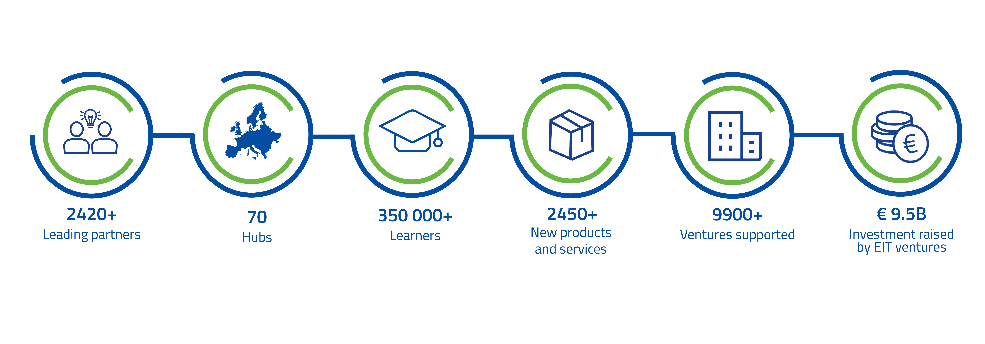 2420+
Leading partners
70
Hubs
350 000+
Learners
2450+
New products
and services
9900+
Ventures supported
€ 9.5B
Investment raised
by EIT ventures